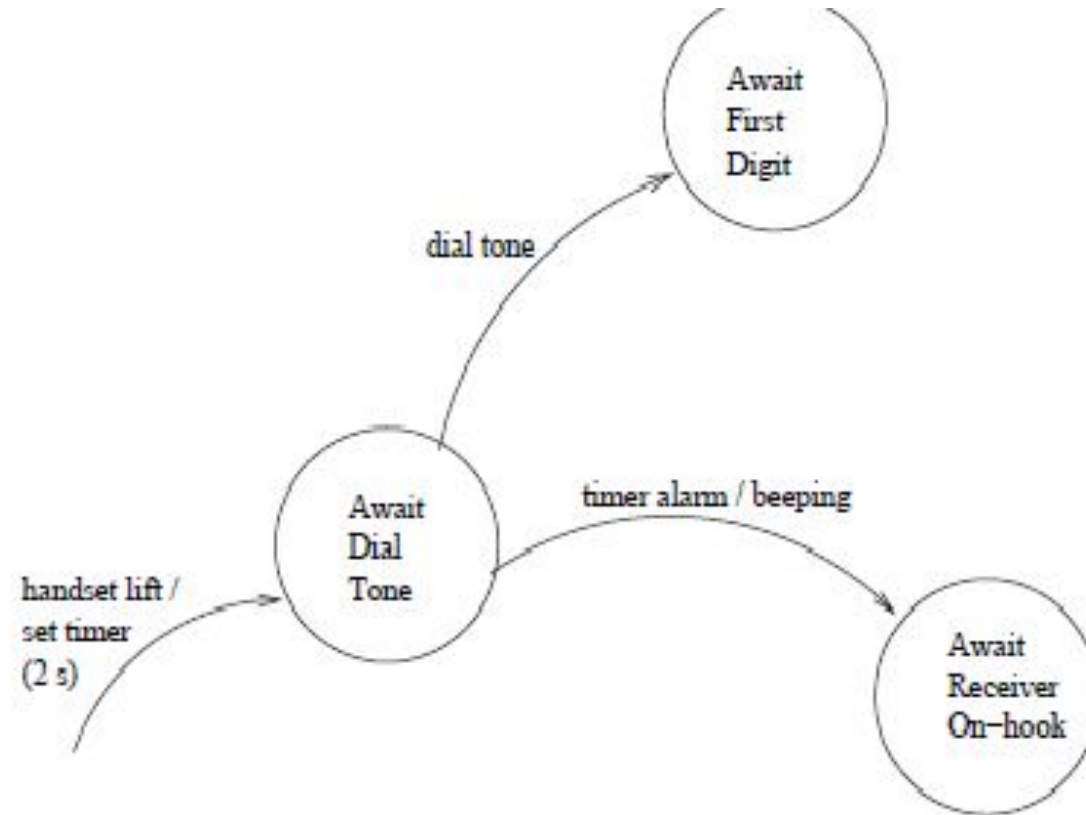 Await
First
Digit
dial tone
timer alarm / beeping
Await
Dial
Tone
handset lift /
set timer
(2 s)
Await
Receiver
On-hook